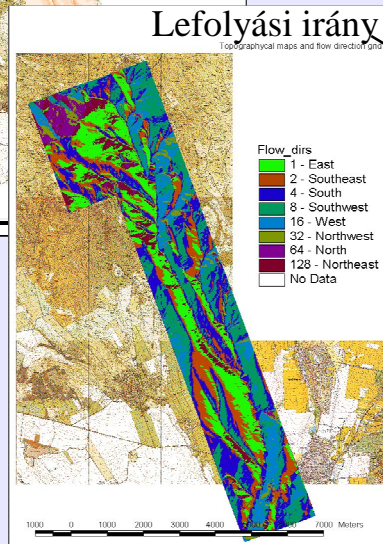 Lefolyási irány
Topographycal maps and flow direction grid
Flow_dirs
1 - East
2 - Southeast
4 - South
8 - Southwest
16 - West
32 - Northwest
64 - North
128 - Northeast
No Data
1000 0 1000 2000 3000 4000 7000 Meters